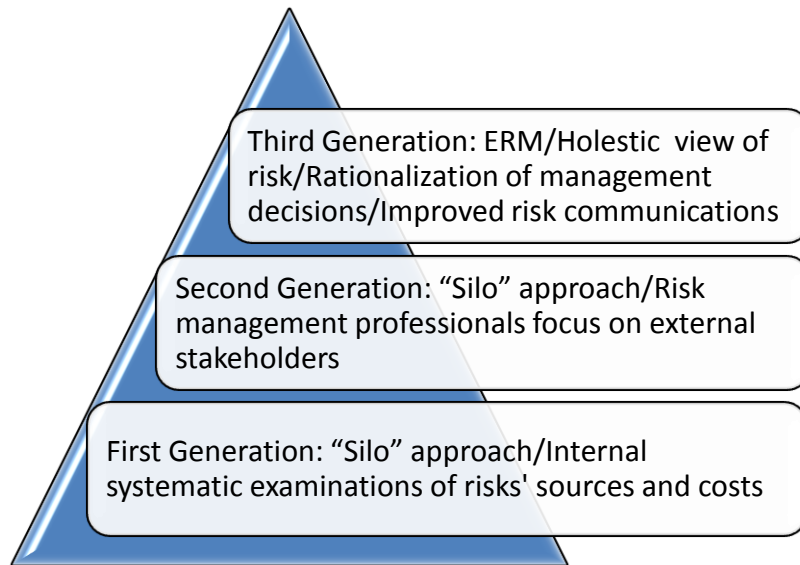 Third Generation: ERM/Holestic  view of
risk/Rationalization of management
decisions/Improved risk communications
Second Generation: “Silo” approach/Risk
management professionals focus on external
stakeholders
First Generation: “Silo” approach/Internal
systematic examinations of risks' sources and costs